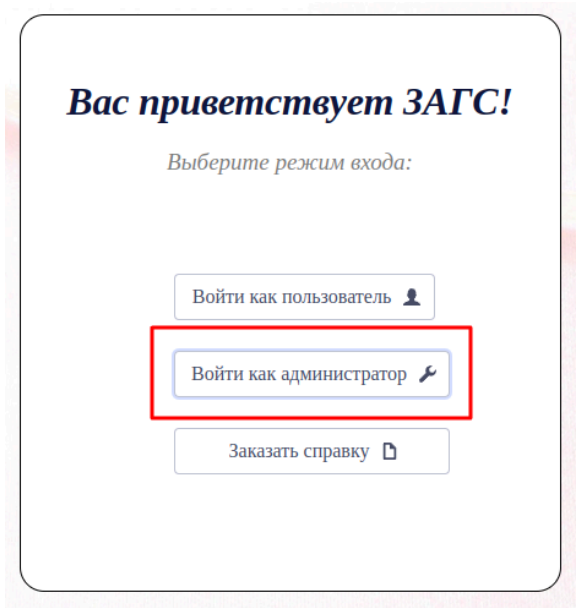 Вас приветствует ЗАГС!
Выберите режим входа:
Войти как пользователь
Войти как администратор
Заказать справку